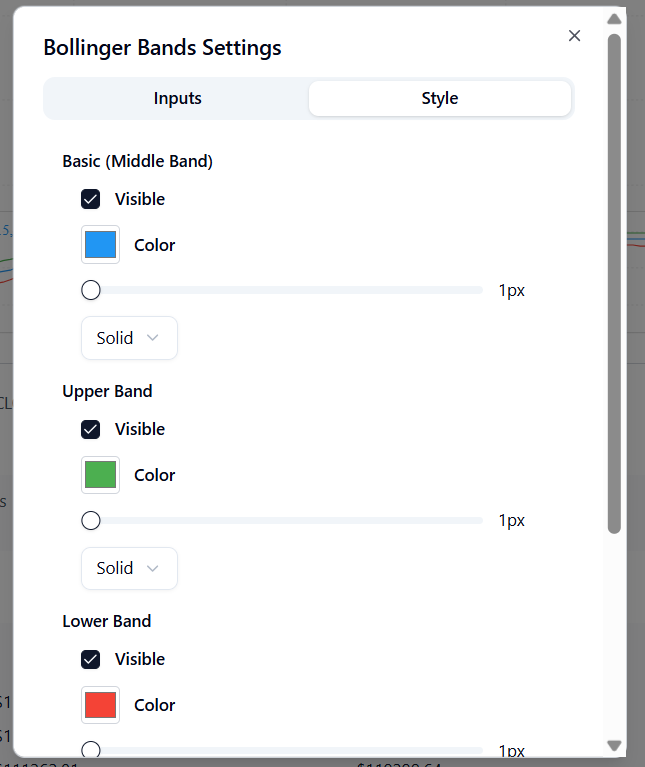 Bollinger Bands Settings
Inputs Style
Basic (Middle Band)
Visible
Color
1px
Solid
Upper Band
Visible
Color
1px
Solid
Lower Band
Visible
Color
1px